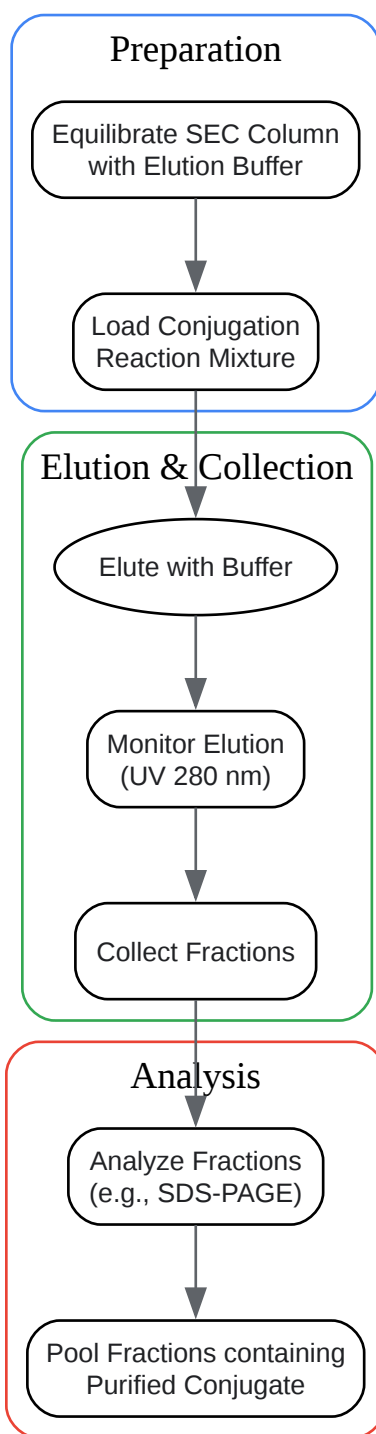 Preparation
Equilibrate SEC Column
with Elution Buffer
Load Conjugation
Reaction Mixture
Elution & Collection
Elute with Buffer
Monitor Elution
(UV 280 nm)
Collect Fractions
Analysis
Analyze Fractions
(e.g., SDS-PAGE)
Pool Fractions containing
Purified Conjugate